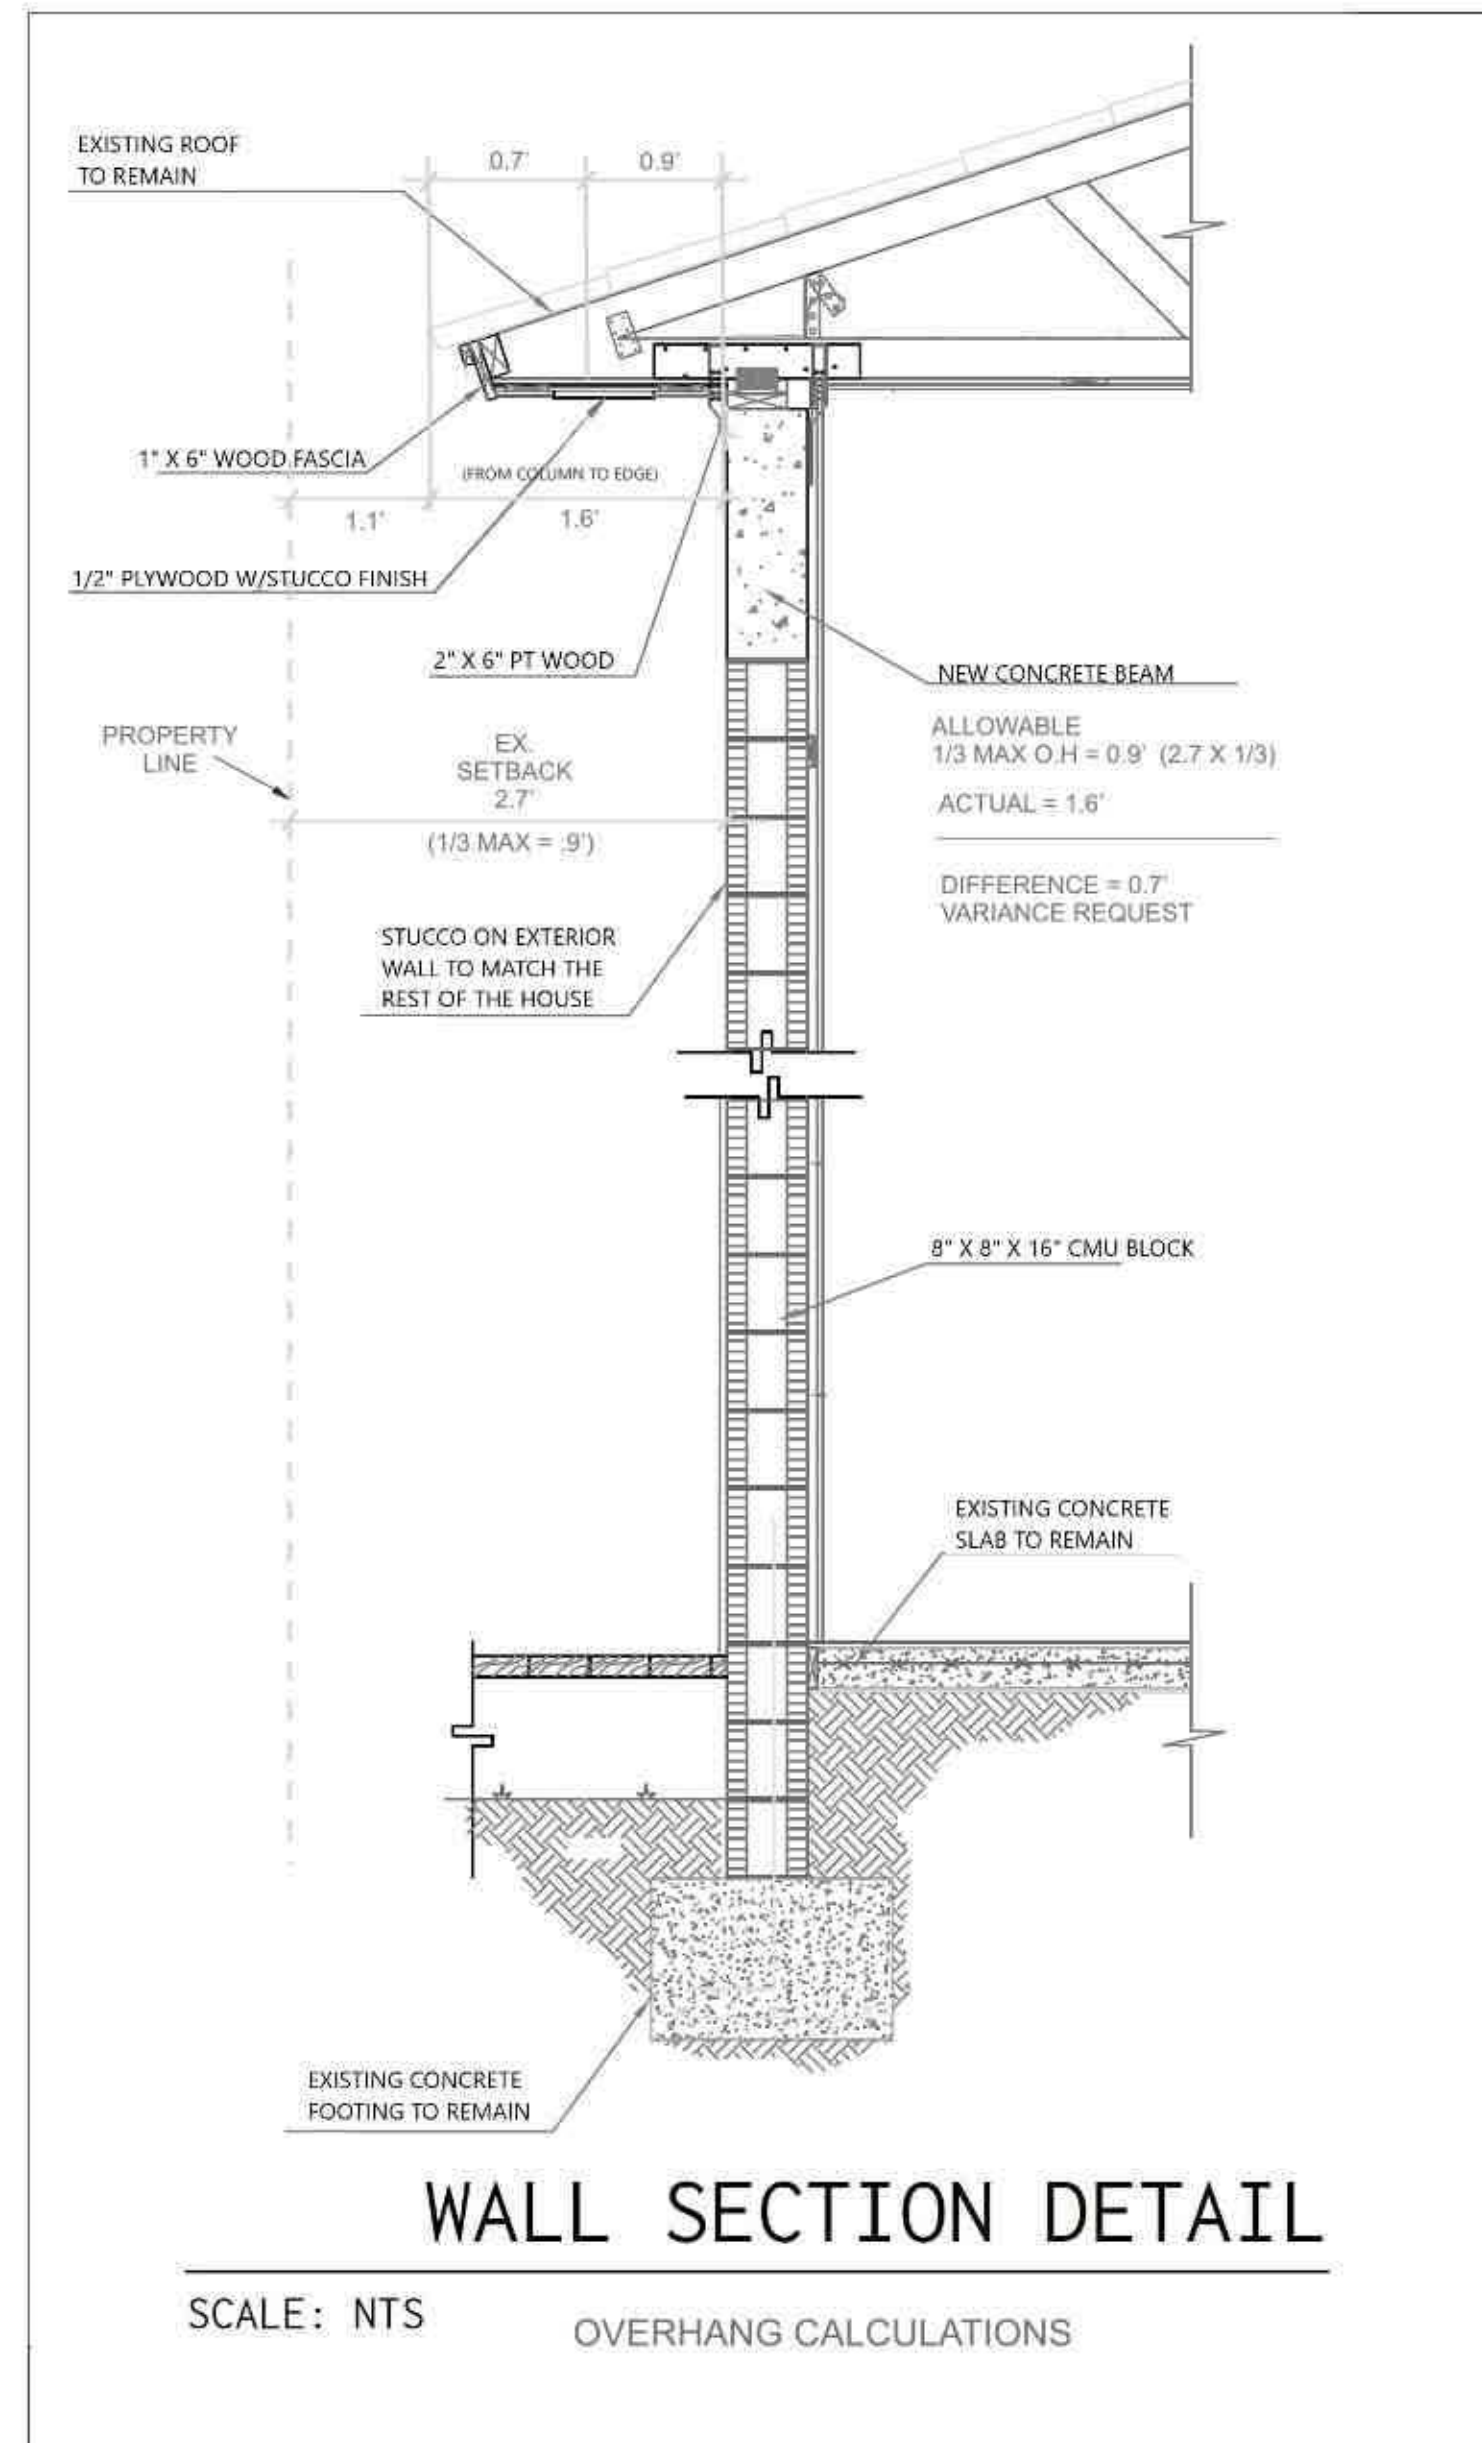 EXISTING ROOF
TO REMAIN
0.7'
0.9'
1" X 6" WOOD FASCIA
(FROM COLUMN TO EDGE)
1.1'
1.6'
1/2" PLYWOOD W/STUCCO FINISH
2" X 6" PT WOOD
NEW CONCRETE BEAM
ALLOWABLE
1/3 MAX O.H = 0.9' (2.7 X 1/3)
ACTUAL = 1.6'
DIFFERENCE = 0.7'
VARIANCE REQUEST
PROPERTY
LINE
EX.
SETBACK
2.7'
(1/3 MAX = .9')
STUCCO ON EXTERIOR
WALL TO MATCH THE
REST OF THE HOUSE
8" X 8" X 16" CMU BLOCK
EXISTING CONCRETE
SLAB TO REMAIN
EXISTING CONCRETE
FOOTING TO REMAIN
WALL SECTION DETAIL
SCALE: NTS
OVERHANG CALCULATIONS